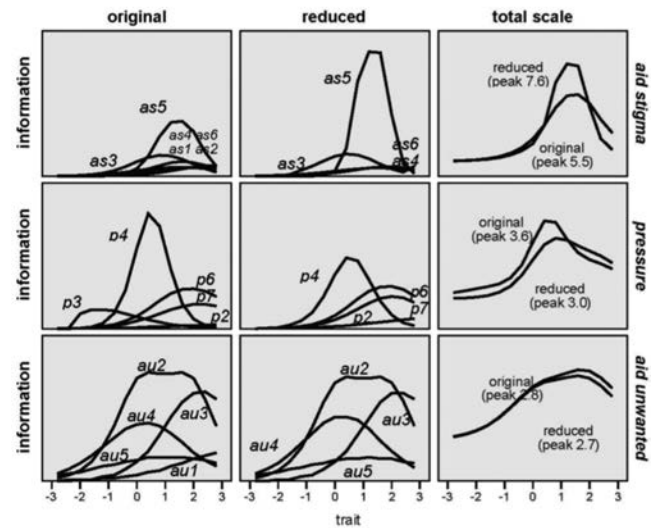 original reduced total scale
information
as5
as4 as6
as1 as2
as3
as5
as6
as3 as4
reduced
(peak 7.6)
original
(peak 5.5)
aid stigma
information
p4
p6
p7
p3
p2
p4
p6
p7
p2
original
(peak 3.6)
reduced
(peak 3.0)
pressure
information
au2
au3
au4
au5
au1
au2
au3
au4
au5
original
(peak 2.8)
reduced
(peak 2.7)
aid unwanted
-3 -2 -1 0 1 2 3 -3 -2 -1 0 1 2 3 -3 -2 -1 0 1 2 3
trait